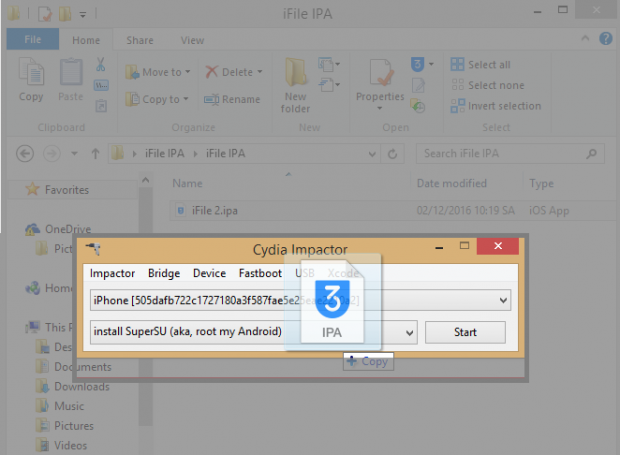 iFile IPA
File Home Share View
Copy Paste
Move to
Copy to
Delete
Rename
New folder
Properties
Select all
Select none
Invert selection
Clipboard Organize New Open Select
iFile IPA iFile IPA
Search iFile IPA
Name Date modified Type
Favorites
iFile 2.ipa 02/12/2016 10:19 SA iOS App
OneDrive
Pict
Home
This P
Des
Documents
Downloads
Music
Pictures
Videos
Cydia Impactor
Impactor Bridge Device Fastboot USB Xcode
install SuperSU (aka, root my Android) Start
3
IPA
Copy